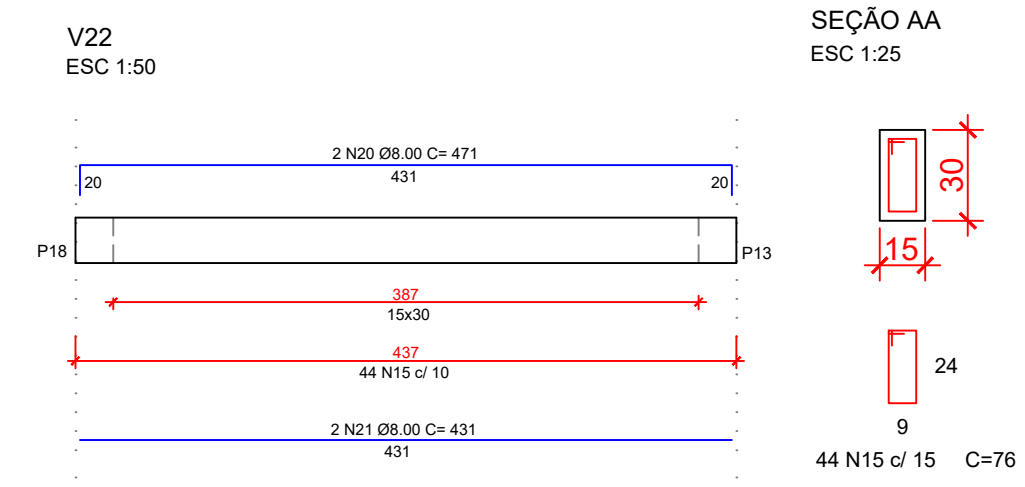 V22
ESC 1:50
SEÇÃO AA
ESC 1:25
2 N20 Ø8.00 C= 471
20
431
20
30
P18
P13
15
387
15x30
437
44 N15 c/ 10
24
2 N21 Ø8.00 C= 431
431
9
44 N15 c/ 15 C=76